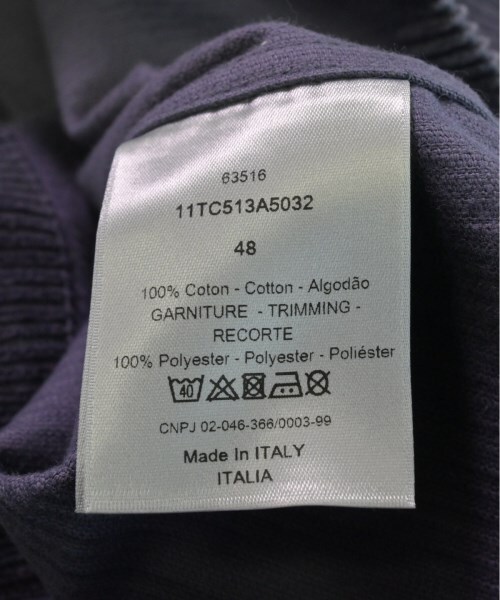 63516
11TC513A5032
48
100% Coton - Cotton - Algodão
GARNITURE - TRIMMING -
RECORTE
100% Polyester - Polyester - Poliéster
40
CNPJ 02-046-366/0003-99
Made In ITALY
ITALIA